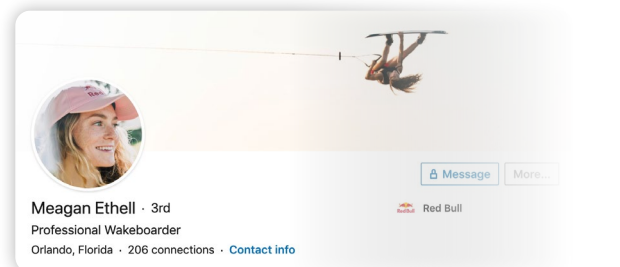 Message
More...
Meagan Ethell · 3rd
Red Bull
Professional Wakeboarder
Orlando, Florida · 206 connections · Contact info